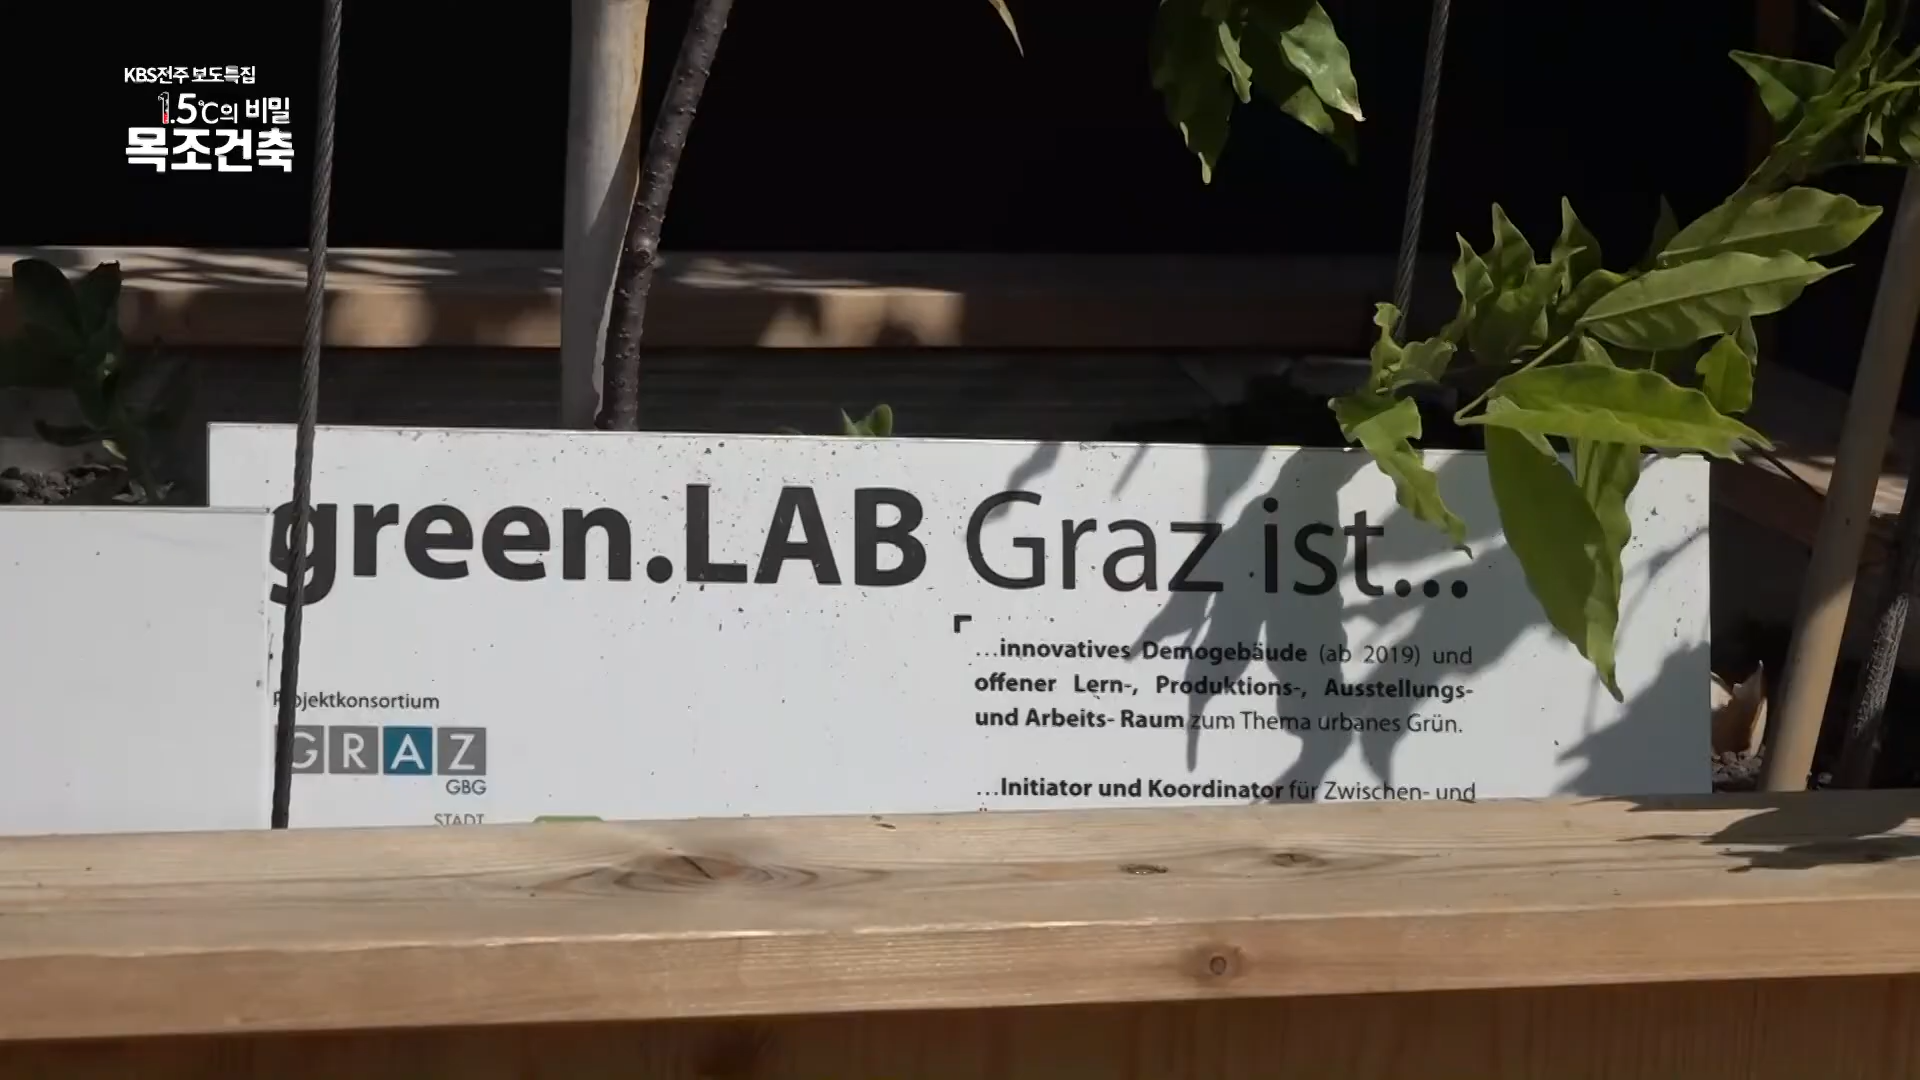 KBS전주 보도특집
1.5℃의 비밀
목조건축
green.LAB Graz ist...
...innovatives Demogebäude (ab 2019) und
offener Lern-, Produktions-, Ausstellungs-
und Arbeits- Raum zum Thema urbanes Grün.
...Initiator und Koordinator für Zwischen- und
Projektkonsortium
GRAZ
GBG
STADT